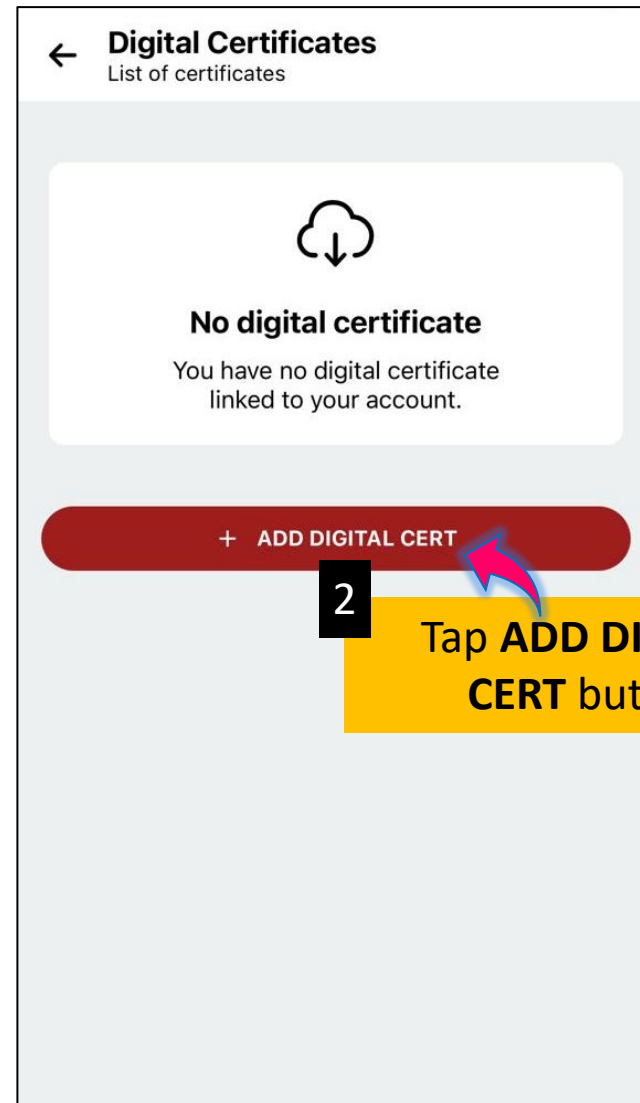 Digital Certificates
List of certificates
No digital certificate
You have no digital certificate
linked to your account.
+ ADD DIGITAL CERT
2
Tap ADD
CERT